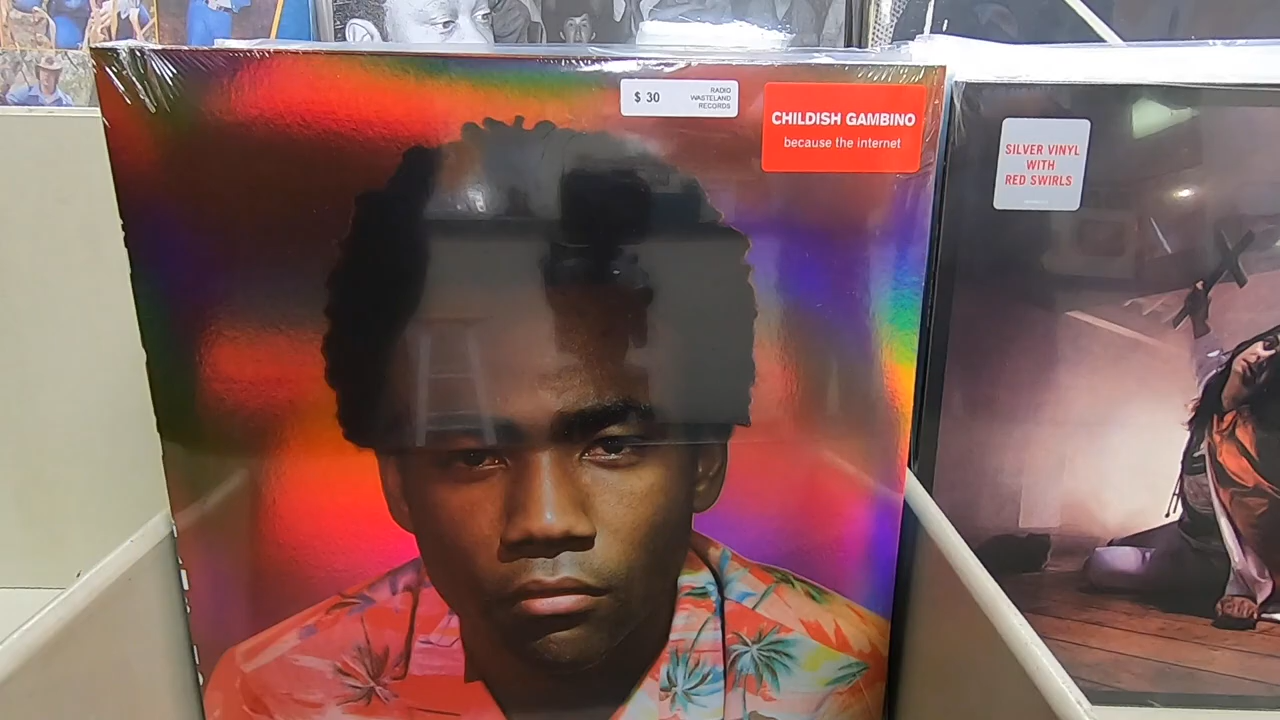 $ 30
RADIO
WASTELAND
RECORDS
CHILDISH GAMBINO
because the internet
SILVER VINYL
WITH
RED SWIRLS